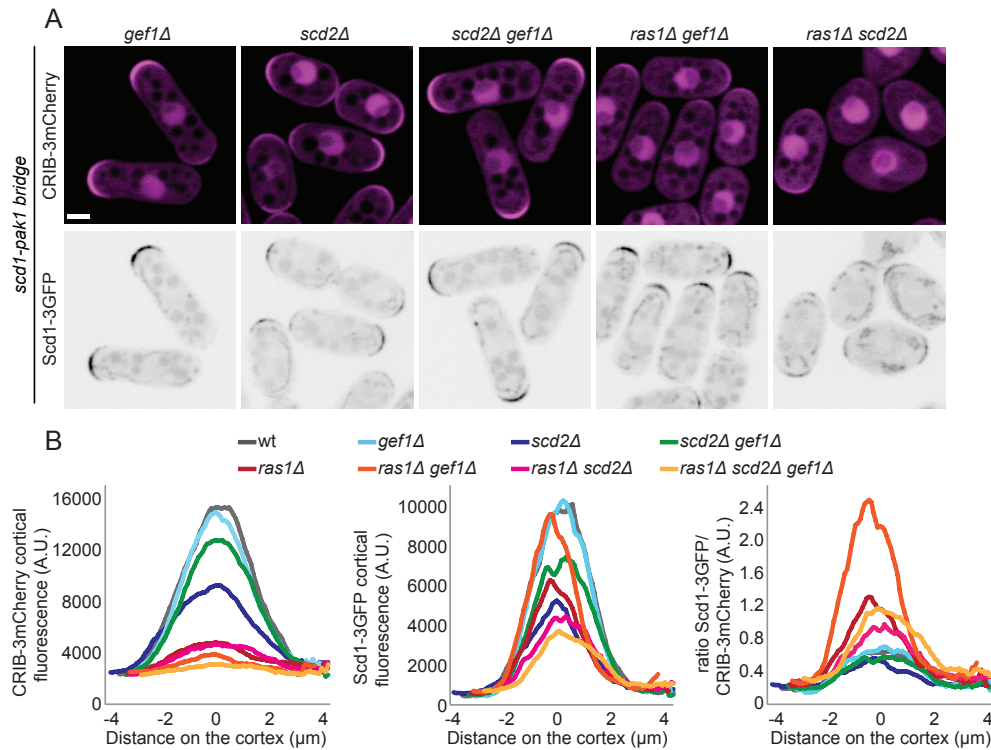 A
gef1Δ scd2Δ scd2Δ gef1Δ ras1Δ gef1Δ ras1Δ scd2Δ
scd1-pak1 bridge
CRIB-3mCherry
Scd1-3GFP
B
wt gef1Δ scd2Δ scd2Δ gef1Δ
ras1Δ ras1Δ gef1Δ ras1Δ scd2Δ ras1Δ scd2Δ gef1Δ
CRIB-3mCherry cortical
fluorescence (A.U.)
16000
12000
8000
4000
0
-4 -2 0 2 4
Distance on the cortex (µm)
Scd1-3GFP cortical
fluorescence (A.U.)
10000
8000
6000
4000
2000
0
-4 -2 0 2 4
Distance on the cortex (µm)
ratio Scd1-3GFP/
CRIB-3mCherry (A.U.)
2.4
2.0
1.6
1.2
0.8
0.4
0
-4 -2 0 2 4
Distance on the cortex (µm)